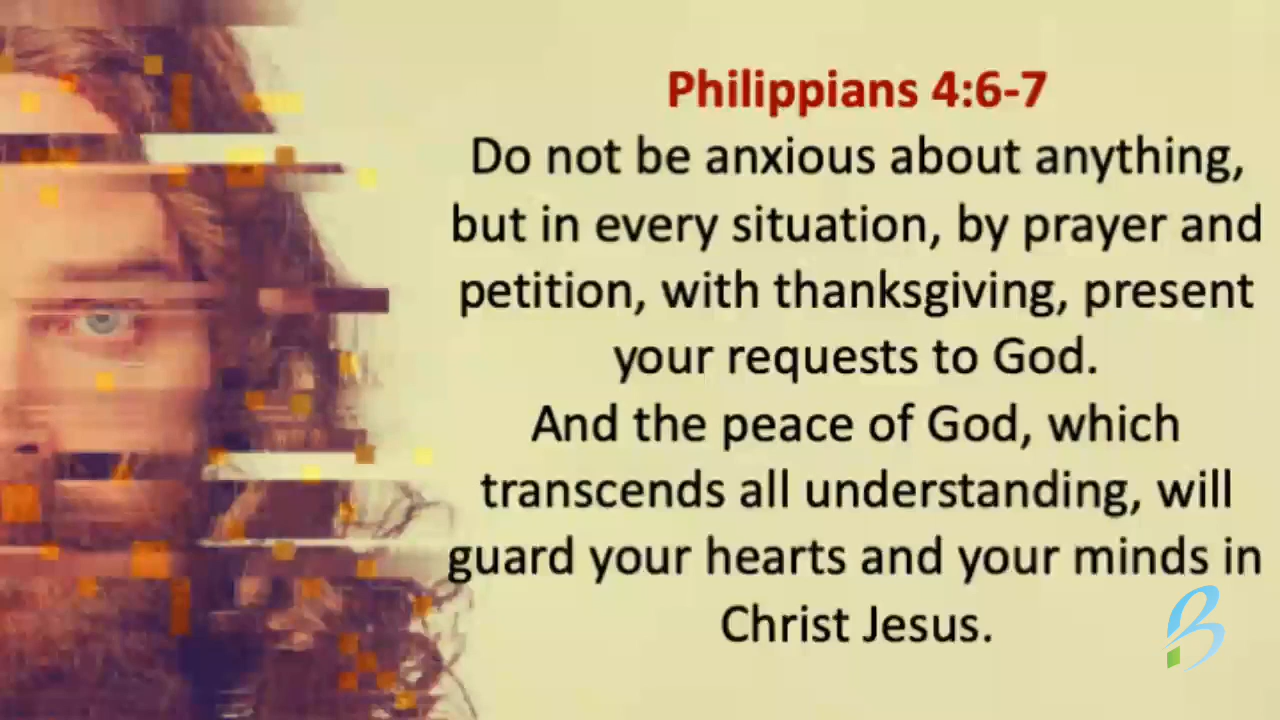 Philippians 4:6-7
Do not be anxious about anything,
but in every situation, by prayer and
petition, with thanksgiving, present
your requests to God.
And the peace of God, which
transcends all understanding, will
guard your hearts and your minds in
Christ Jesus.
B